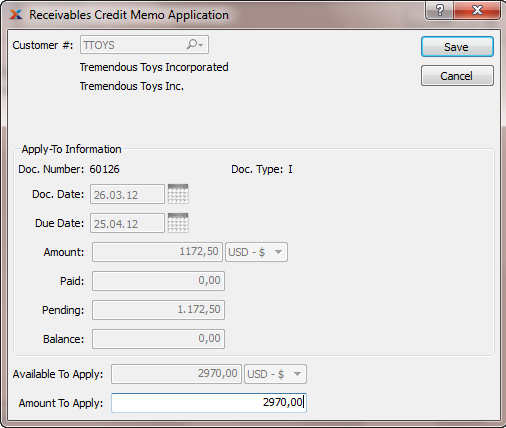 Receivables Credit Memo Application
Customer #: TTOYS Save
Tremendous Toys Incorporated
Tremendous Toys Inc. Cancel
Apply-To Information
Doc. Number: 60126 Doc. Type: I
Doc. Date: 26.03.12
Due Date: 25.04.12
Amount: 1172,50 USD - $
Paid: 0,00
Pending: 1.172,50
Balance: 0,00
Available To Apply: 2970,00 USD - $
Amount To Apply: 2970,00